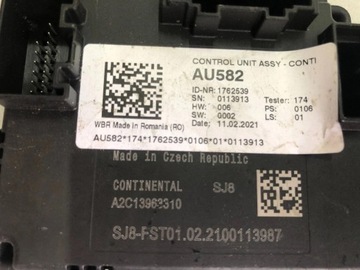 CONTROL UNIT ASSY - CONTI
AU582
ID-NR: 1762539
SN: 0113913 Tester: 174
HW: 006 PS: 0106
SW: G002 LS: 01
Date: 11.02.2021
WBR Made in Romania (RO)
AU582*174*1762539*0106*01*0113913
Made in Czech Republic
CONTINENTAL SJ8
A2C13963310
SJ8-FST01.02.2100113987